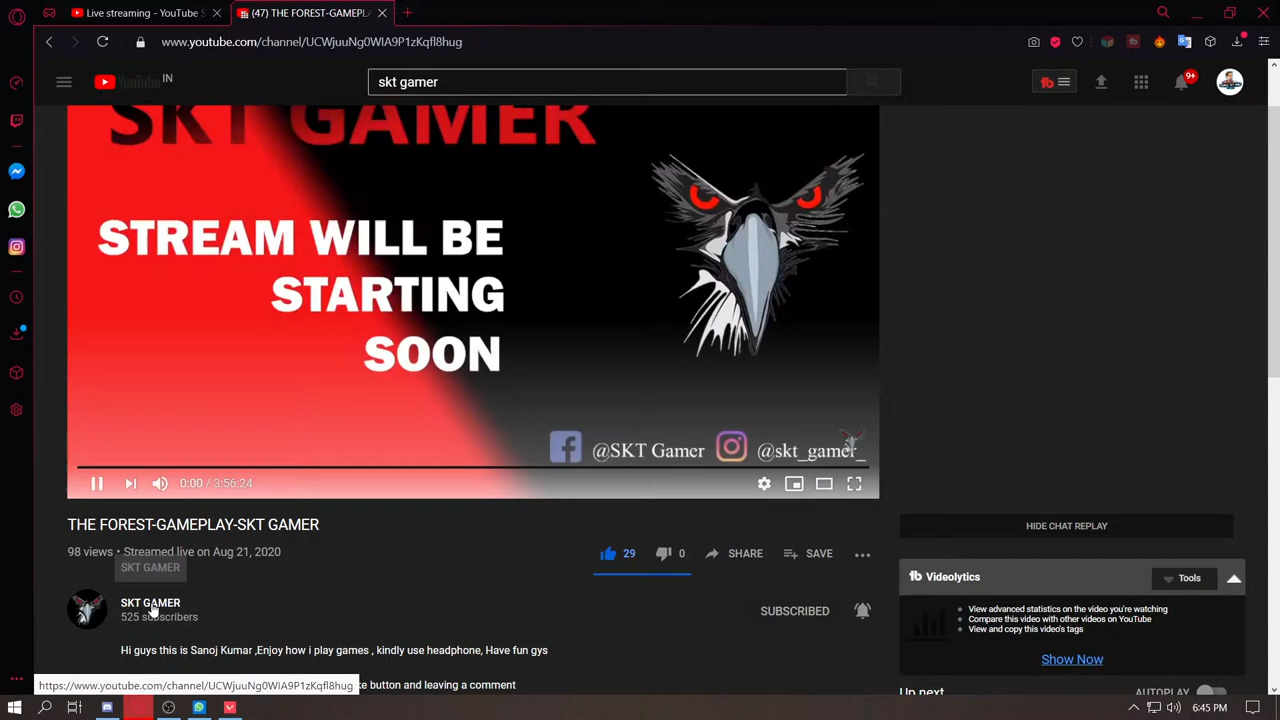 Live streaming - YouTube S
(47) THE FOREST-GAMEPLA
www.youtube.com/channel/UCWjuuNg0WIA9P1zKqfl8hug
YouTube IN
skt gamer
9+
SKT GAMER
STREAM WILL BE
STARTING
SOON
@SKT Gamer @skt_gamer_
0:00 / 3:56:24
THE FOREST-GAMEPLAY-SKT GAMER
98 views • Streamed live on Aug 21, 2020
29 0 SHARE SAVE
SKT GAMER
SKT GAMER
525 subscribers
SUBSCRIBED
Hi guys this is Sanoj Kumar ,Enjoy how i play games , kindly use headphone, Have fun gys
ke button and leaving a comment
https://www.youtube.com/channel/UCWjuuNg0WIA9P1zKqfl8hug
HIDE CHAT REPLAY
tb Videolytics Tools
View advanced statistics on the video you're watching
Compare this video with other videos on YouTube
View and copy this video's tags
Show Now
Up next AUTOPLAY
6:45 PM